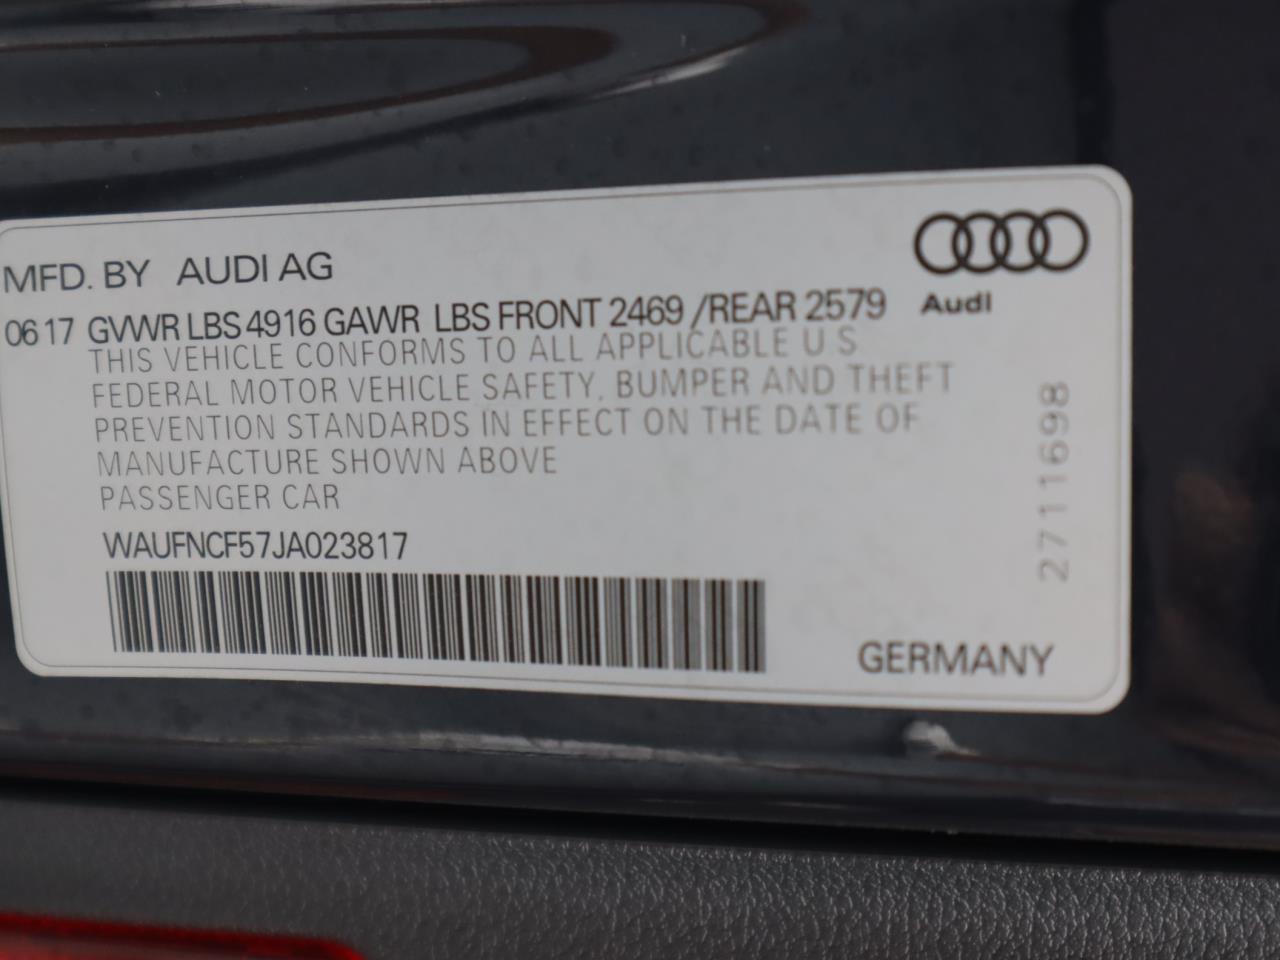 MFD. BY AUDI AG
Audi
06 17 GVWR LBS 4916 GAWR LBS FRONT 2469 /REAR 2579
THIS VEHICLE CONFORMS TO ALL APPLICABLE U S
FEDERAL MOTOR VEHICLE SAFETY, BUMPER AND THEFT
PREVENTION STANDARDS IN EFFECT ON THE DATE OF
MANUFACTURE SHOWN ABOVE
PASSENGER CAR
WAUFNCF57JA023817
GERMANY
2711698